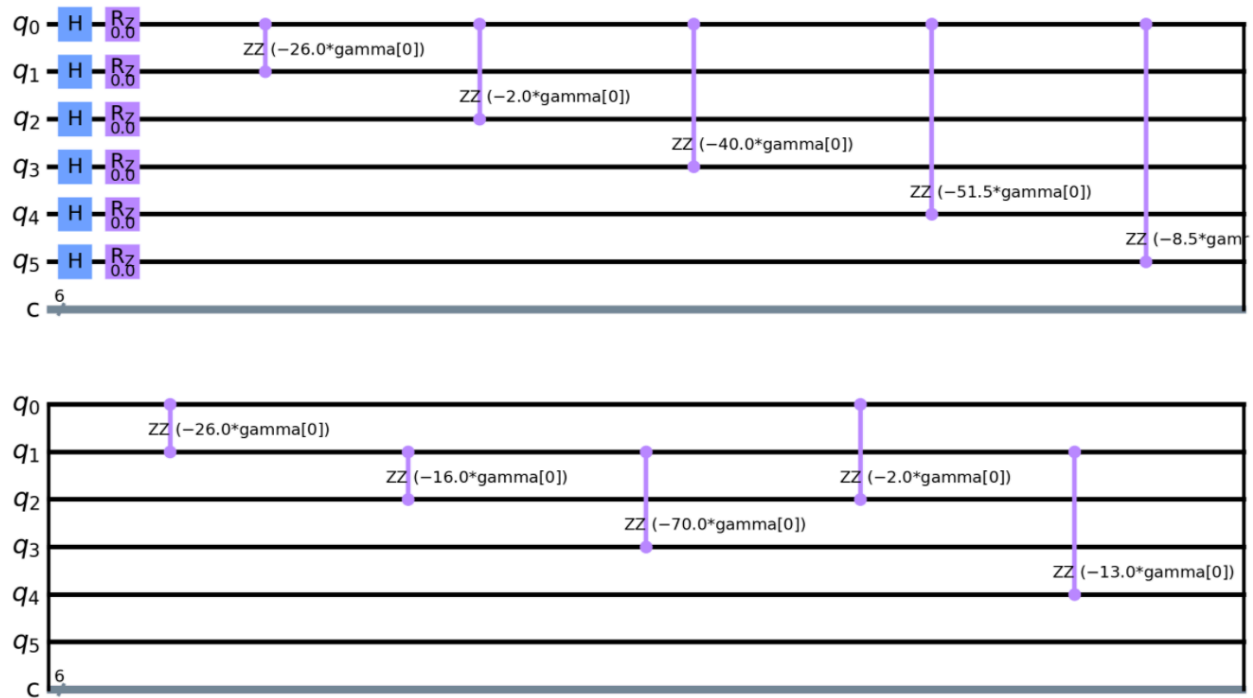 q0 H RZ 0.0
ZZ (−26.0*gamma[0])
q1 H RZ 0.0
ZZ (−2.0*gamma[0])
q2 H RZ 0.0
ZZ (−40.0*gamma[0])
q3 H RZ 0.0
ZZ (−51.5*gamma[0])
q4 H RZ 0.0
ZZ (−8.5*gam
q5 H RZ 0.0
6
c
q0
ZZ (−26.0*gamma[0])
q1
ZZ (−16.0*gamma[0]) ZZ (−2.0*gamma[0])
q2
ZZ (−70.0*gamma[0])
q3
ZZ (−13.0*gamma[0])
q4
q5
6
c